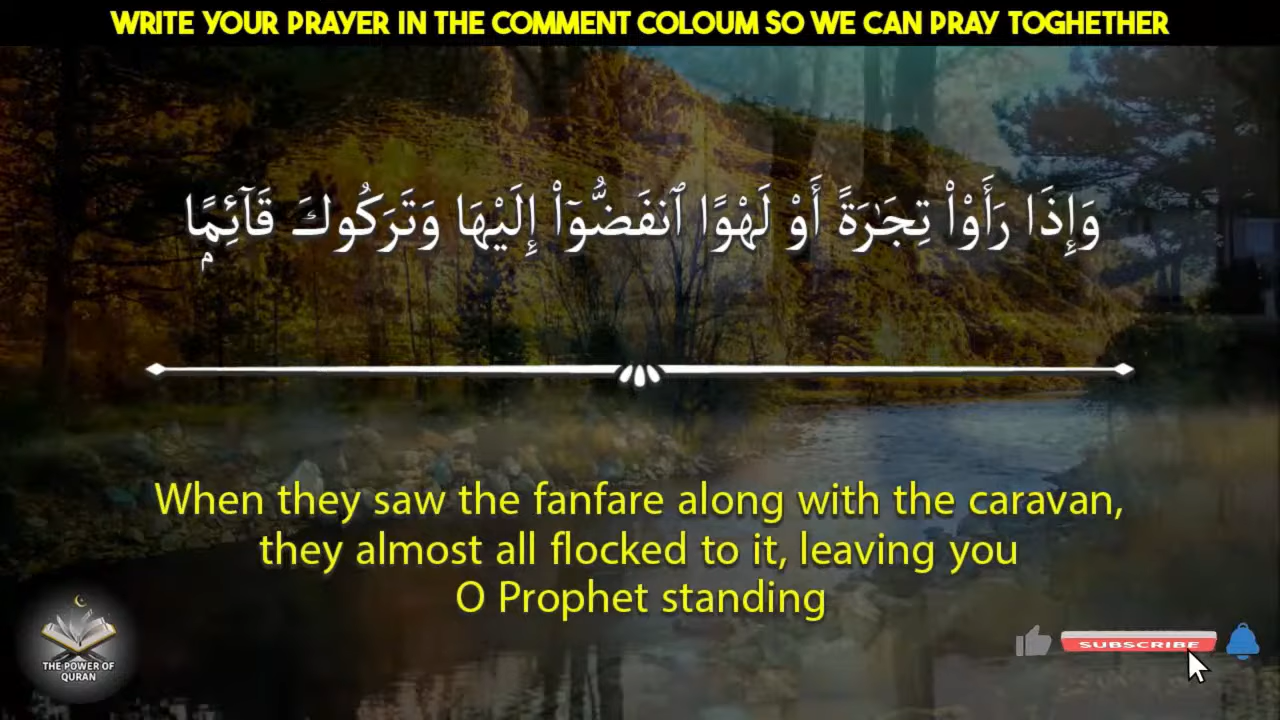 WRITE YOUR PRAYER IN THE COMMENT COLOUM SO WE CAN PRAY TOGHETHER
وَإِذَا رَأَوْا۟ تِجَـٰرَةً أَوْ لَهْوًا ٱنفَضُّوٓا۟ إِلَيْهَا وَتَرَكُوكَ قَآئِمًۭا
When they saw the fanfare along with the caravan,
they almost all flocked to it, leaving you
O Prophet standing
THE POWER OF
QURAN
SUBSCRIBE